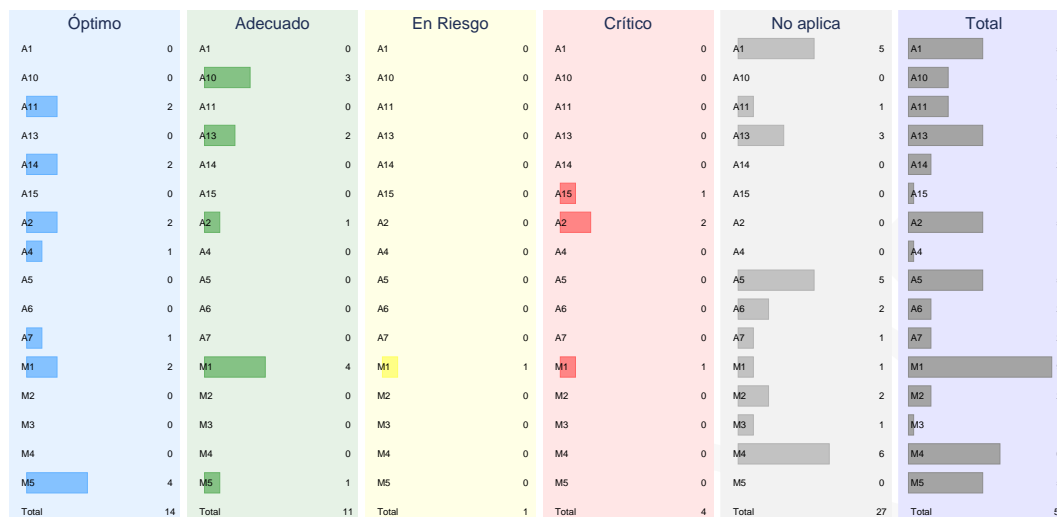 Óptimo Adecuado En Riesgo Crítico No aplica Total
A1 0 A1 0 A1 0 A1 0 A1 5 A1
A10 0 A10 3 A10 0 A10 0 A10 0 A10
A11 2 A11 0 A11 0 A11 0 A11 1 A11
A13 0 A13 2 A13 0 A13 0 A13 3 A13
A14 2 A14 0 A14 0 A14 0 A14 0 A14
A15 0 A15 0 A15 0 A15 1 A15 0 A15
A2 2 A2 1 A2 0 A2 2 A2 0 A2
A4 1 A4 0 A4 0 A4 0 A4 0 A4
A5 0 A5 0 A5 0 A5 0 A5 5 A5
A6 0 A6 0 A6 0 A6 0 A6 2 A6
A7 1 A7 0 A7 0 A7 0 A7 1 A7
M1 2 M1 4 M1 1 M1 1 M1 1 M1
M2 0 M2 0 M2 0 M2 0 M2 2 M2
M3 0 M3 0 M3 0 M3 0 M3 1 M3
M4 0 M4 0 M4 0 M4 0 M4 6 M4
M5 4 M5 1 M5 0 M5 0 M5 0 M5
Total 14 Total 11 Total 1 Total 4 Total 27 Total